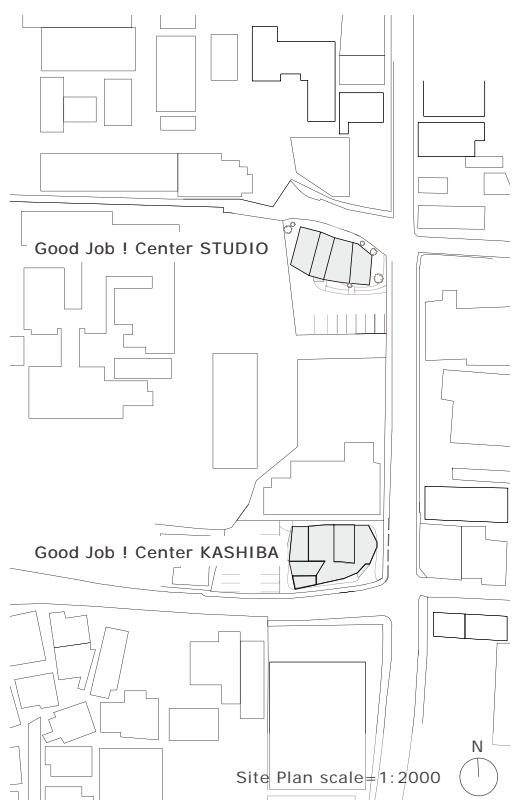 Good Job ! Center STUDIO
Good Job ! Center KASHIBA
N
Site Plan scale=1:2000